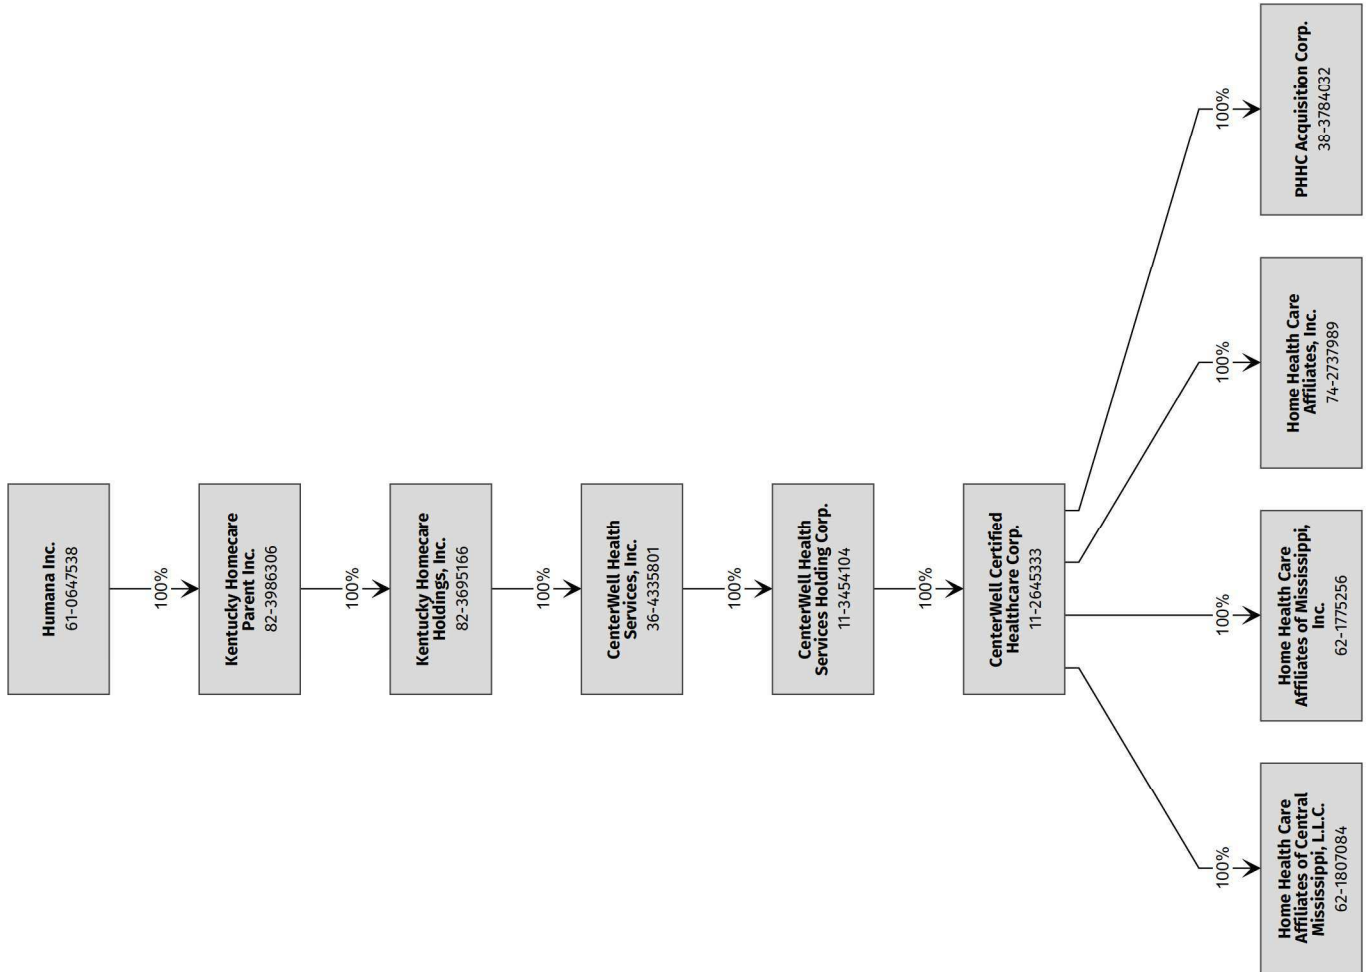 Humana Inc.
61-0647538
100%
Kentucky Homecare
Parent Inc.
82-3986306
100%
Kentucky Homecare
Holdings, Inc.
82-3695166
100%
CenterWell Health
Services, Inc.
36-4335801
100%
CenterWell Health
Services Holding Corp.
11-3454104
100%
CenterWell Certified
Healthcare Corp.
11-2645333
100%
100%
100%
100%
Home Health Care
Affiliates of Central
Mississippi, L.L.C.
62-1807084
Home Health Care
Affiliates of Mississippi,
Inc.
62-1775256
Home Health Care
Affiliates, Inc.
74-2737989
PHHC Acquisition Corp.
38-3784032